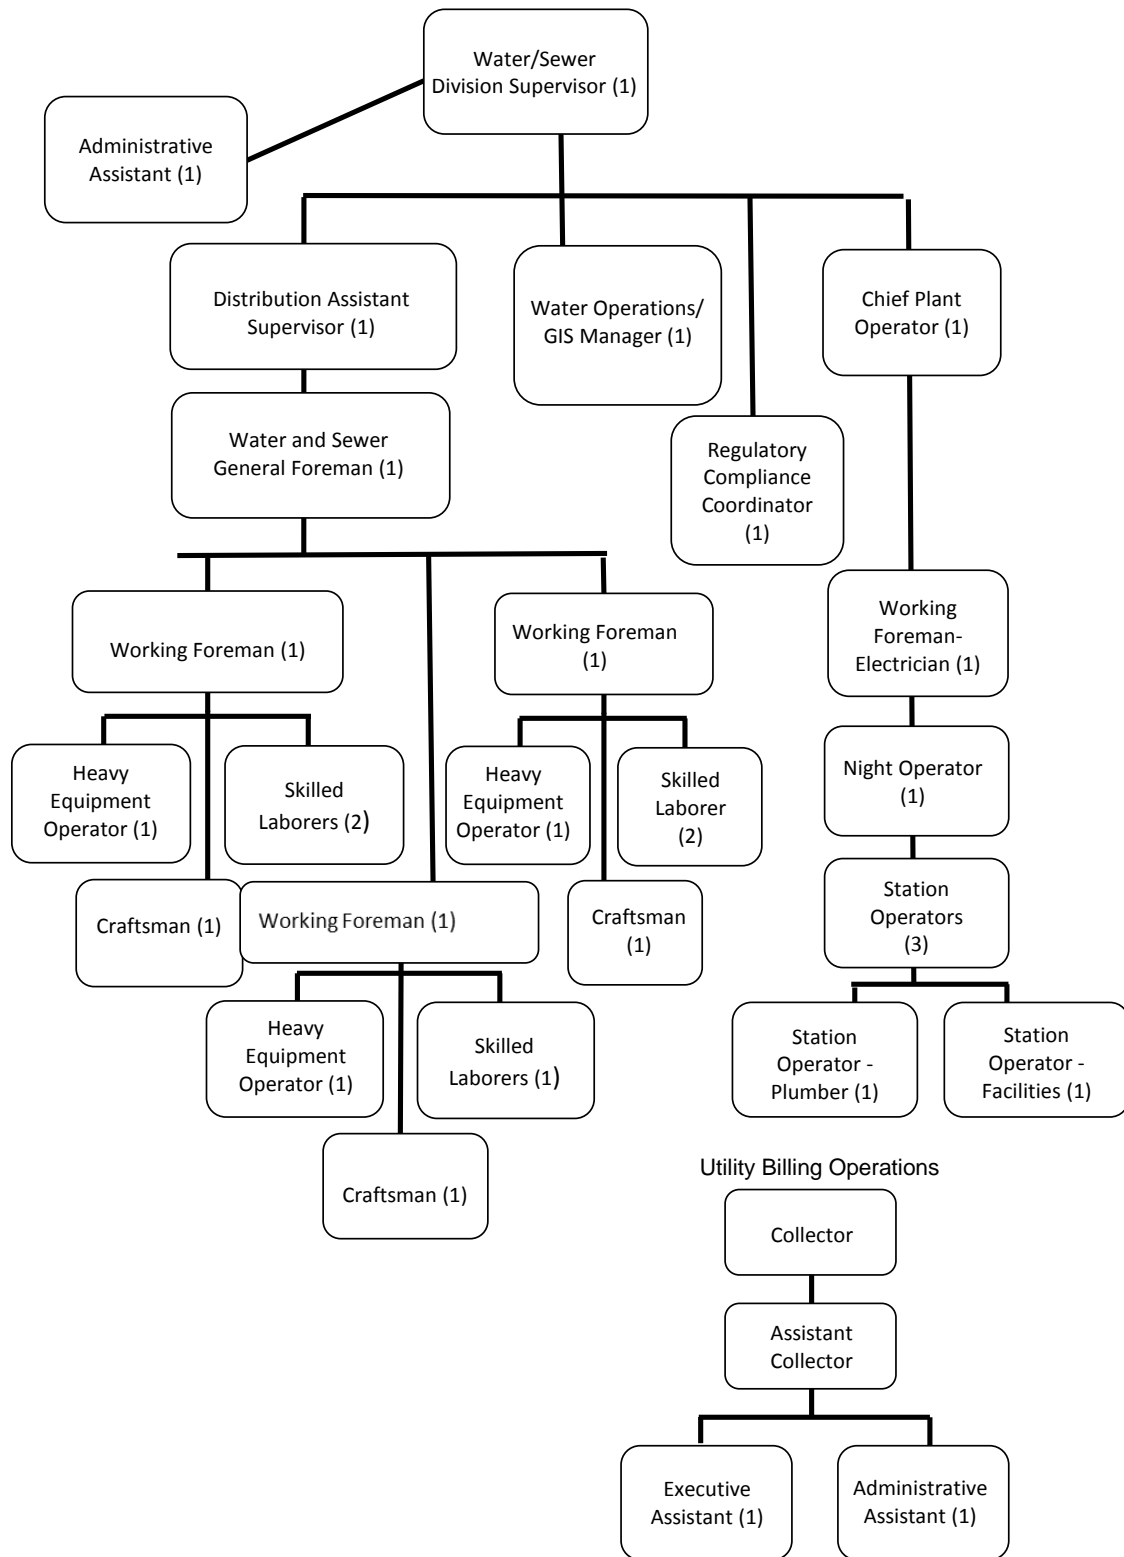 Water/Sewer
Division Supervisor (1)
Administrative
Assistant (1)
Distribution Assistant
Supervisor (1)
Water Operations/
GIS Manager (1)
Chief Plant
Operator (1)
Water and Sewer
General Foreman (1)
Regulatory
Compliance
Coordinator
(1)
Working Foreman (1)
Working Foreman
(1)
Working
Foreman-
Electrician (1)
Heavy
Equipment
Operator (1)
Skilled
Laborers (2)
Heavy
Equipment
Operator (1)
Skilled
Laborer
(2)
Night Operator
(1)
Craftsman (1)
Working Foreman (1)
Craftsman
(1)
Station
Operators
(3)
Heavy
Equipment
Operator (1)
Skilled
Laborers (1)
Station
Operator -
Plumber (1)
Station
Operator -
Facilities (1)
Craftsman (1)
Utility Billing Operations
Collector
Assistant
Collector
Executive
Assistant (1)
Administrative
Assistant (1)